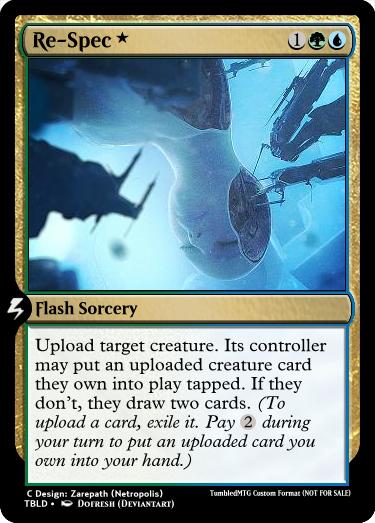 Re-Spec ★ 1
Flash Sorcery
Upload target creature. Its controller
may put an uploaded creature card
they own into play tapped. If they
don't, they draw two cards. (To
upload a card, exile it. Pay 2 during
your turn to put an uploaded card you
own into your hand.)
C Design: Zarepath (Netropolis)
TumbledMTG Custom Format (NOT FOR SALE)
TBLD • Dofresh (Deviantart)